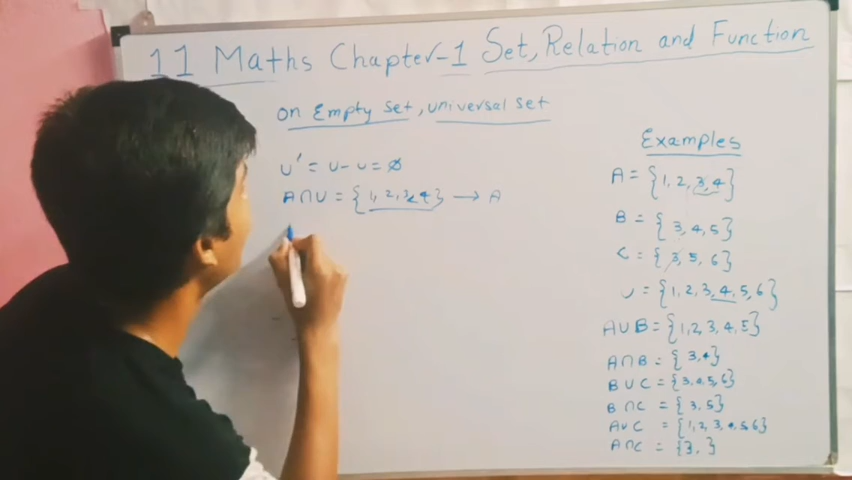 11 Maths Chapter-1 Set, Relation and Function
on Empty set, universal set
U' = U - U = ø
A∩U = {1, 2, 3, 4} → A
Examples
A = {1, 2, 3, 4}
B = {3, 4, 5}
C = {3, 5, 6}
U = {1, 2, 3, 4, 5, 6}
A∪B = {1, 2, 3, 4, 5}
A∩B = {3, 4}
B∪C = {3, 4, 5, 6}
B∩C = {3, 5}
A∪C = {1, 2, 3, 4, 5, 6}
A∩C = {3, }